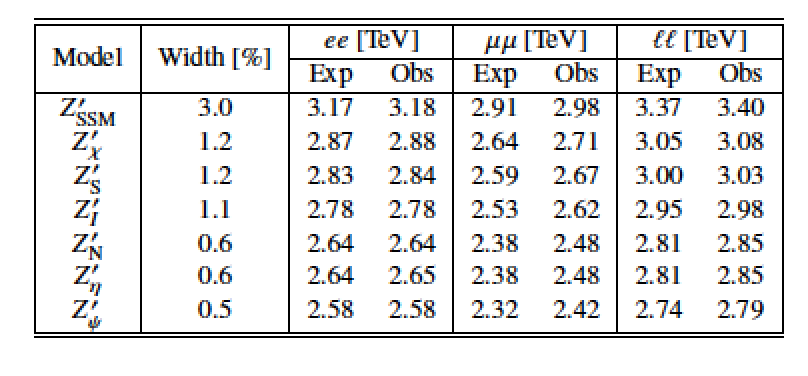 Model Width [%] ee [TeV] μμ [TeV] ℓℓ [TeV]
Exp Obs Exp Obs Exp Obs
Z′SSM 3.0 3.17 3.18 2.91 2.98 3.37 3.40
Z′χ 1.2 2.87 2.88 2.64 2.71 3.05 3.08
Z′S 1.2 2.83 2.84 2.59 2.67 3.00 3.03
Z′I 1.1 2.78 2.78 2.53 2.62 2.95 2.98
Z′N 0.6 2.64 2.64 2.38 2.48 2.81 2.85
Z′η 0.6 2.64 2.65 2.38 2.48 2.81 2.85
Z′ψ 0.5 2.58 2.58 2.32 2.42 2.74 2.79